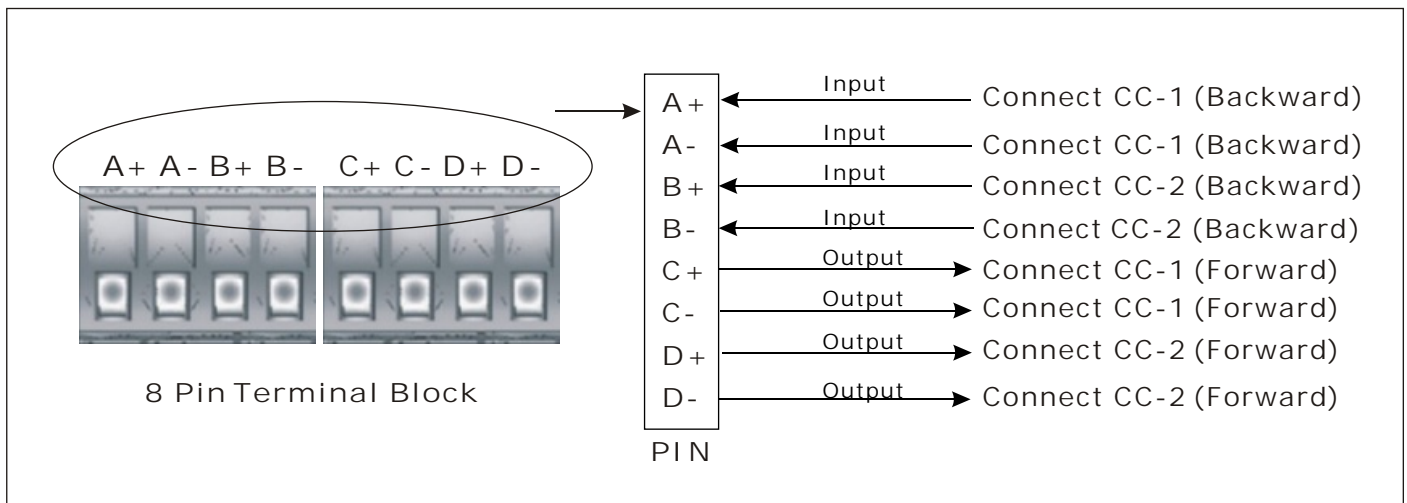 A+ A- B+ B- C+ C- D+ D-
8 Pin Terminal Block
A+ Input Connect CC-1 (Backward)
A- Input Connect CC-1 (Backward)
B+ Input Connect CC-2 (Backward)
B- Input Connect CC-2 (Backward)
C+ Output Connect CC-1 (Forward)
C- Output Connect CC-1 (Forward)
D+ Output Connect CC-2 (Forward)
D- Output Connect CC-2 (Forward)
PIN